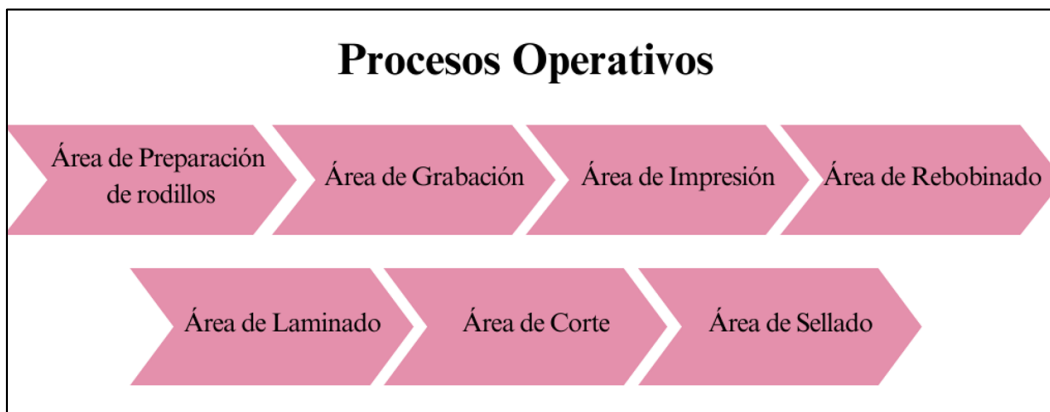 Procesos Operativos
Área de Preparación
de rodillos
Área de Grabación
Área de Impresión
Área de Rebobinado
Área de Laminado
Área de Corte
Área de Sellado